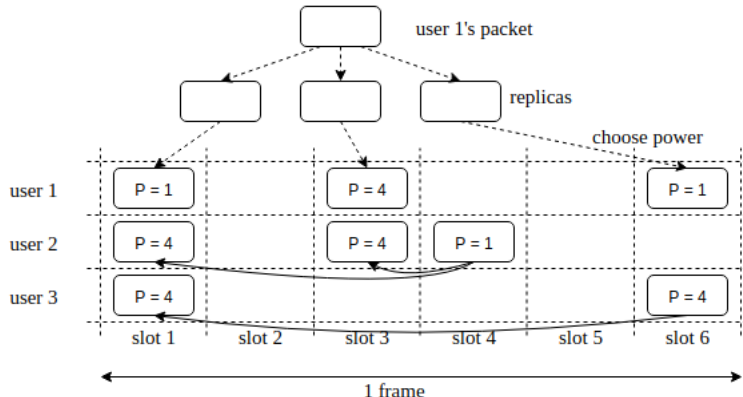 user 1's packet
replicas
choose power
user 1 P = 1 P = 4 P = 1
user 2 P = 4 P = 4 P = 1
user 3 P = 4 P = 4
slot 1 slot 2 slot 3 slot 4 slot 5 slot 6
1 frame